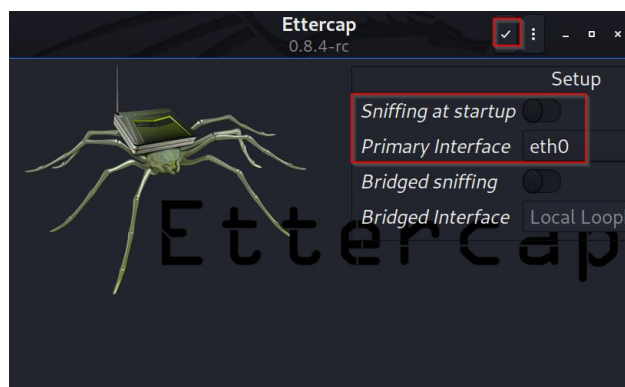 Ettercap
0.8.4-rc
Setup
Sniffing at startup
Primary Interface eth0
Bridged sniffing
Bridged Interface Local Loop
Ettercap